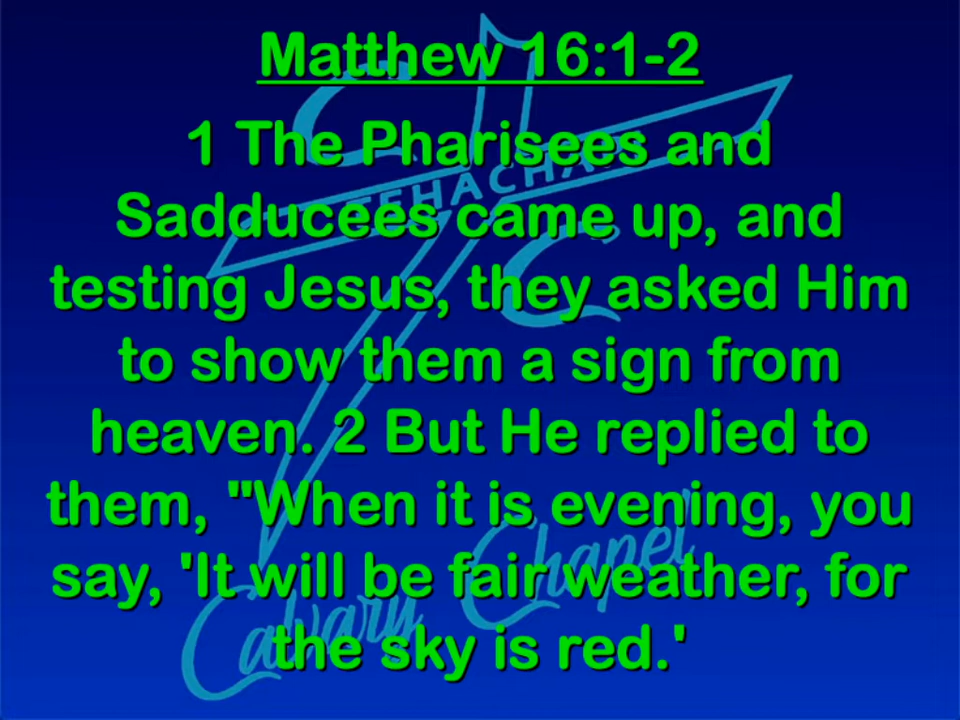 Matthew 16:1-2
1 The Pharisees and
Sadducees came up, and
testing Jesus, they asked Him
to show them a sign from
heaven. 2 But He replied to
them, "When it is evening, you
say, 'It will be fair weather, for
the sky is red.'
Calvary Chapel